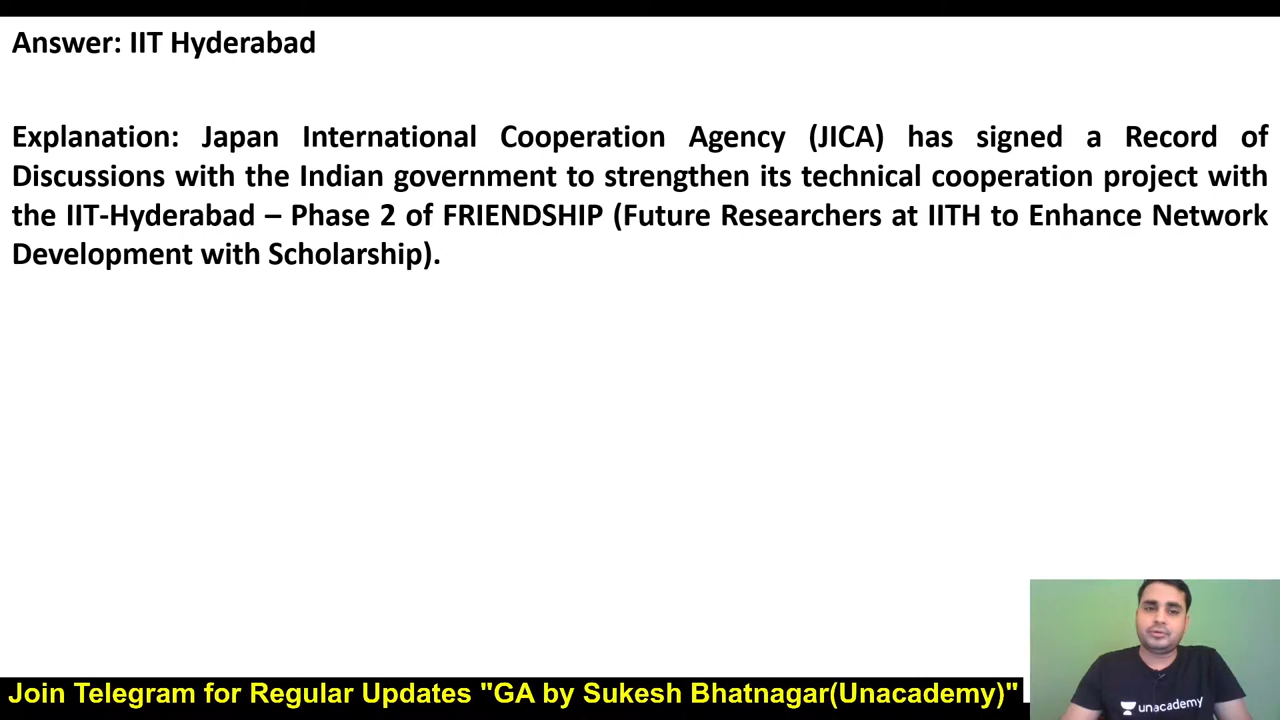 Answer: IIT Hyderabad
Explanation: Japan International Cooperation Agency (JICA) has signed a Record of
Discussions with the Indian government to strengthen its technical cooperation project with
the IIT-Hyderabad – Phase 2 of FRIENDSHIP (Future Researchers at IITH to Enhance Network
Development with Scholarship).
unacademy
Join Telegram for Regular Updates "GA by Sukesh Bhatnagar(Unacademy)"